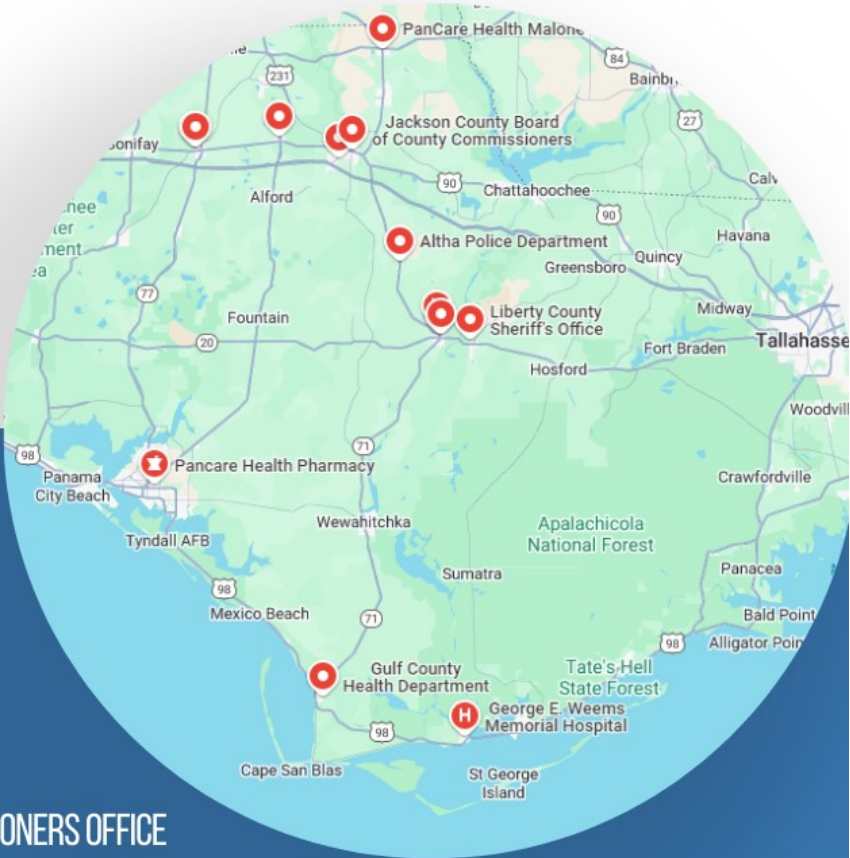 PanCare Health Malone
231
84
Bainbri
Jackson County Board
of County Commissioners
27
onifay
90
Chattahoochee
Calv
Alford
90
Altha Police Department
Havana
Quincy
Greensboro
77
Fountain
Liberty County
Sheriff's Office
Midway
20
Tallahasse
Fort Braden
Hosford
Woodvill
98
71
Pancare Health Pharmacy
Panama
City Beach
Crawfordville
Wewahitchka
Apalachicola
National Forest
Tyndall AFB
Sumatra
Panacea
98
Mexico Beach
71
Bald Point
98
Alligator Poin
Gulf County
Health Department
Tate's Hell
State Forest
George E. Weems
Memorial Hospital
H
98
Cape San Blas
St George
Island
ONERS OFFICE